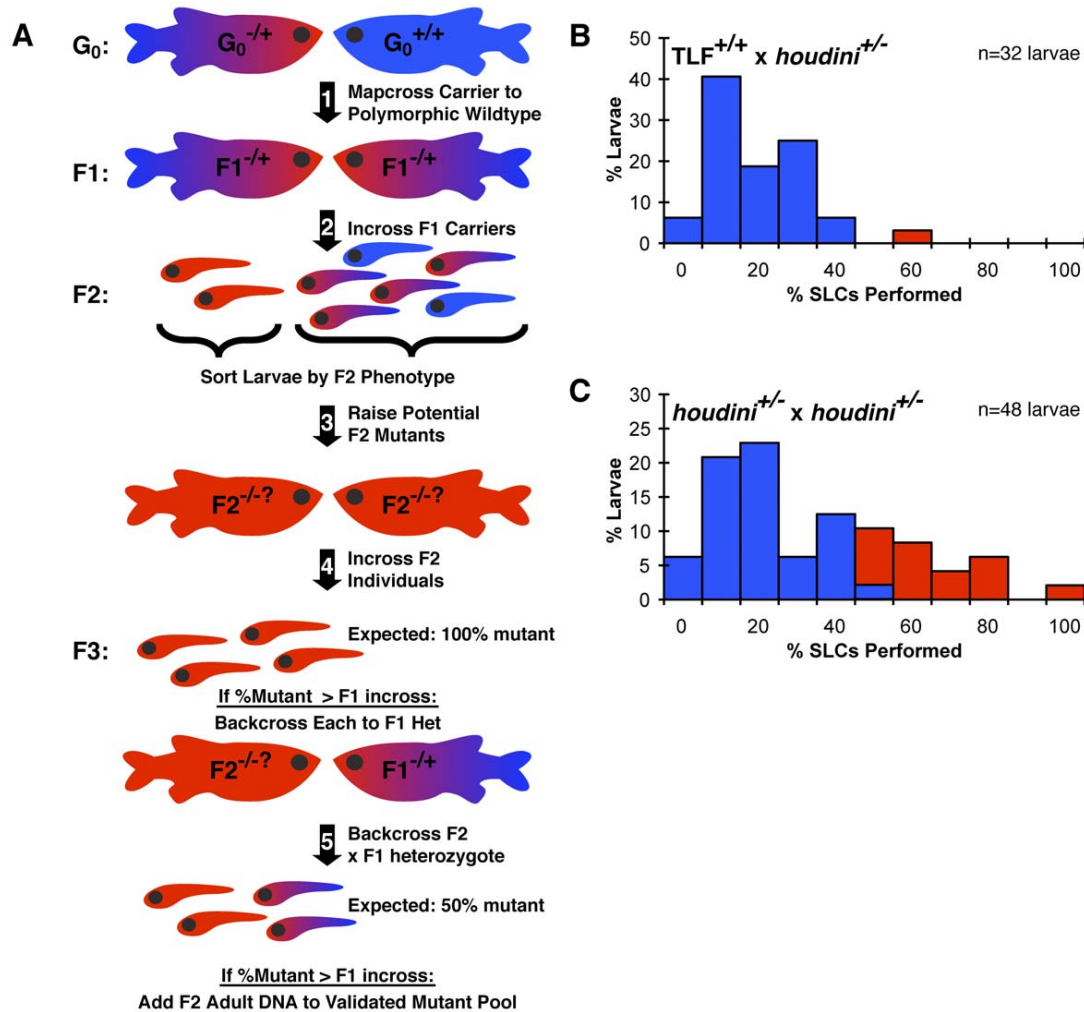 A
G0:
G0-/+
G0+/+
1
Mapcross Carrier to
Polymorphic Wildtype
F1:
F1-/+
F1-/+
2
Incross F1 Carriers
F2:
Sort Larvae by F2 Phenotype
3
Raise Potential
F2 Mutants
F2-/-?
F2-/-?
4
Incross F2
Individuals
F3:
Expected: 100% mutant
If %Mutant > F1 incross:
Backcross Each to F1 Het
F2-/-?
F1-/+
5
Backcross F2
x F1 heterozygote
Expected: 50% mutant
If %Mutant > F1 incross:
Add F2 Adult DNA to Validated Mutant Pool
B
TLF+/+ x houdini+/-
n=32 larvae
% Larvae
50
40
30
20
10
0
0 20 40 60 80 100
% SLCs Performed
C
houdini+/- x houdini+/-
n=48 larvae
% Larvae
30
25
20
15
10
5
0
0 20 40 60 80 100
% SLCs Performed